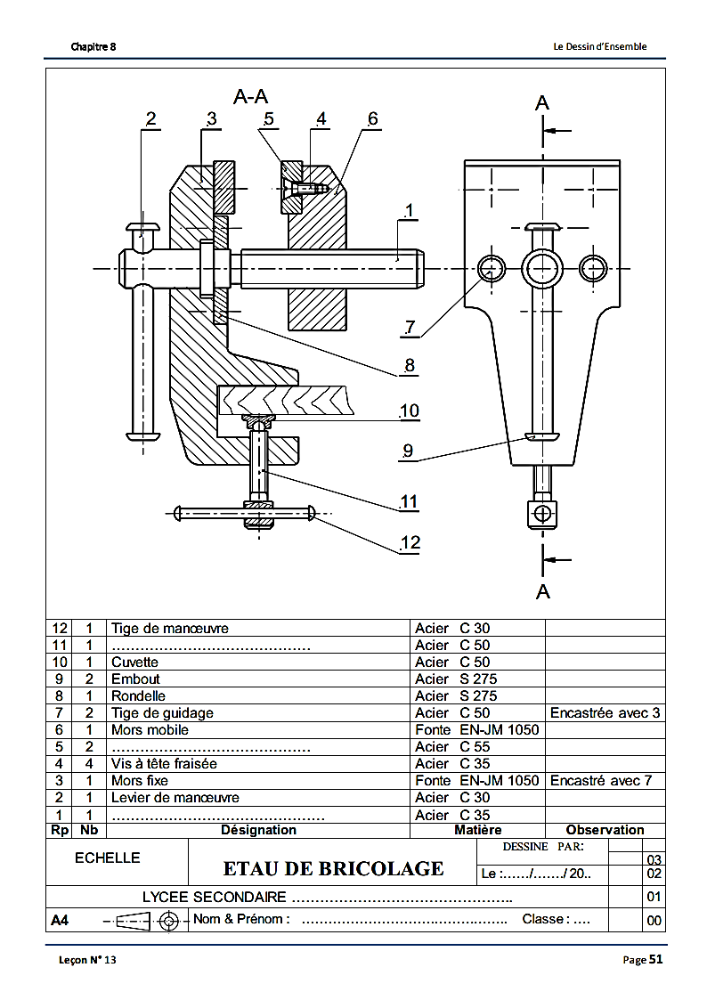 Chapitre 8 Le Dessin d'Ensemble
A-A
A
2 3 5 4 6
1
7
8
10
9
11
12
A
12 1 Tige de manœuvre Acier C 30
11 1 ………………………………… Acier C 50
10 1 Cuvette Acier C 50
9 2 Embout Acier S 275
8 1 Rondelle Acier S 275
7 2 Tige de guidage Acier C 50 Encastrée avec 3
6 1 Mors mobile Fonte EN-JM 1050
5 2 ………………………………… Acier C 55
4 4 Vis à tête fraisée Acier C 35
3 1 Mors fixe Fonte EN-JM 1050 Encastré avec 7
2 1 Levier de manœuvre Acier C 30
1 1 …………………………………… Acier C 35
Rp Nb Désignation Matière Observation
ECHELLE ETAU DE BRICOLAGE DESSINE PAR:
03
Le :....../......./ 20.. 02
LYCEE SECONDAIRE ……………………………………….. 01
A4 Nom & Prénom : …………………………………….. Classe : …. 00
Leçon N° 13 Page 51